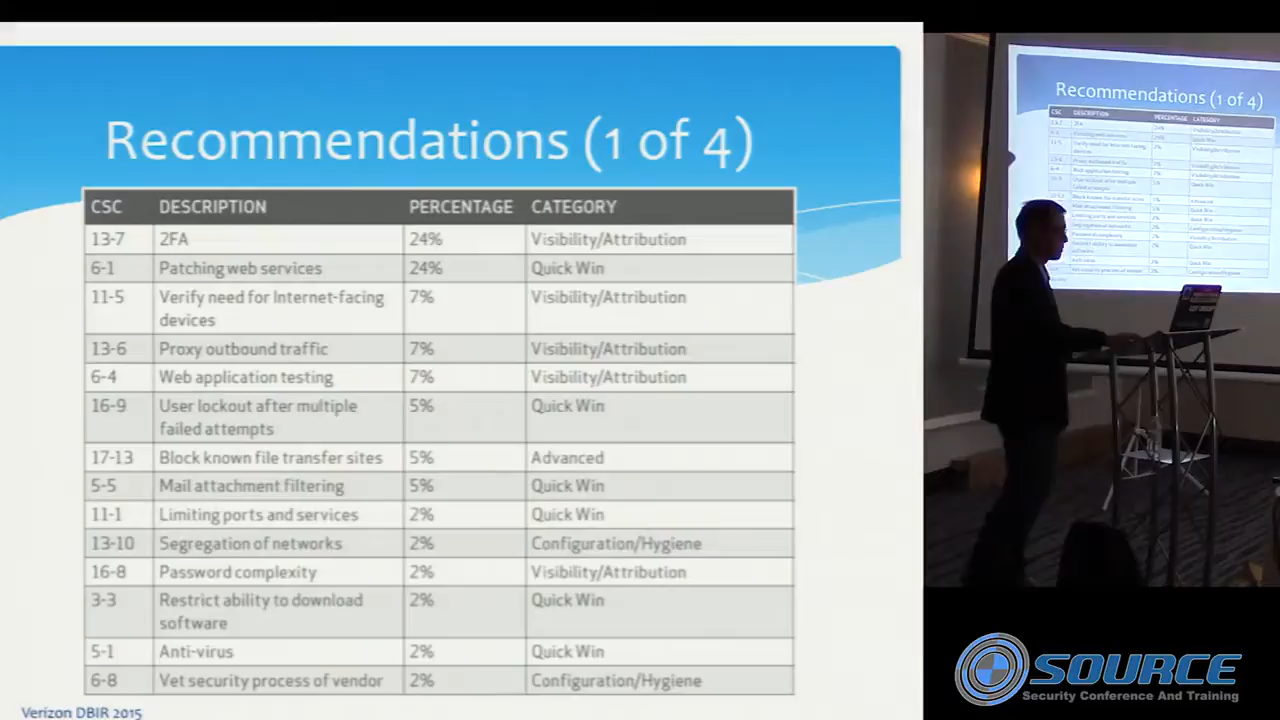 Recommendations (1 of 4)
CSC DESCRIPTION PERCENTAGE CATEGORY
13-7 2FA 24% Visibility/Attribution
6-1 Patching web services 24% Quick Win
11-5 Verify need for Internet-facing 7% Visibility/Attribution
devices
13-6 Proxy outbound traffic 7% Visibility/Attribution
6-4 Web application testing 7% Visibility/Attribution
16-9 User lockout after multiple 5% Quick Win
failed attempts
17-13 Block known file transfer sites 5% Advanced
5-5 Mail attachment filtering 5% Quick Win
11-1 Limiting ports and services 2% Quick Win
13-10 Segregation of networks 2% Configuration/Hygiene
16-8 Password complexity 2% Visibility/Attribution
3-3 Restrict ability to download 2% Quick Win
software
5-1 Anti-virus 2% Quick Win
6-8 Vet security process of vendor 2% Configuration/Hygiene
Verizon DBIR 2015
Recommendations (1 of 4)
CSC DESCRIPTION PERCENTAGE CATEGORY
SOURCE
Security Conference And Training